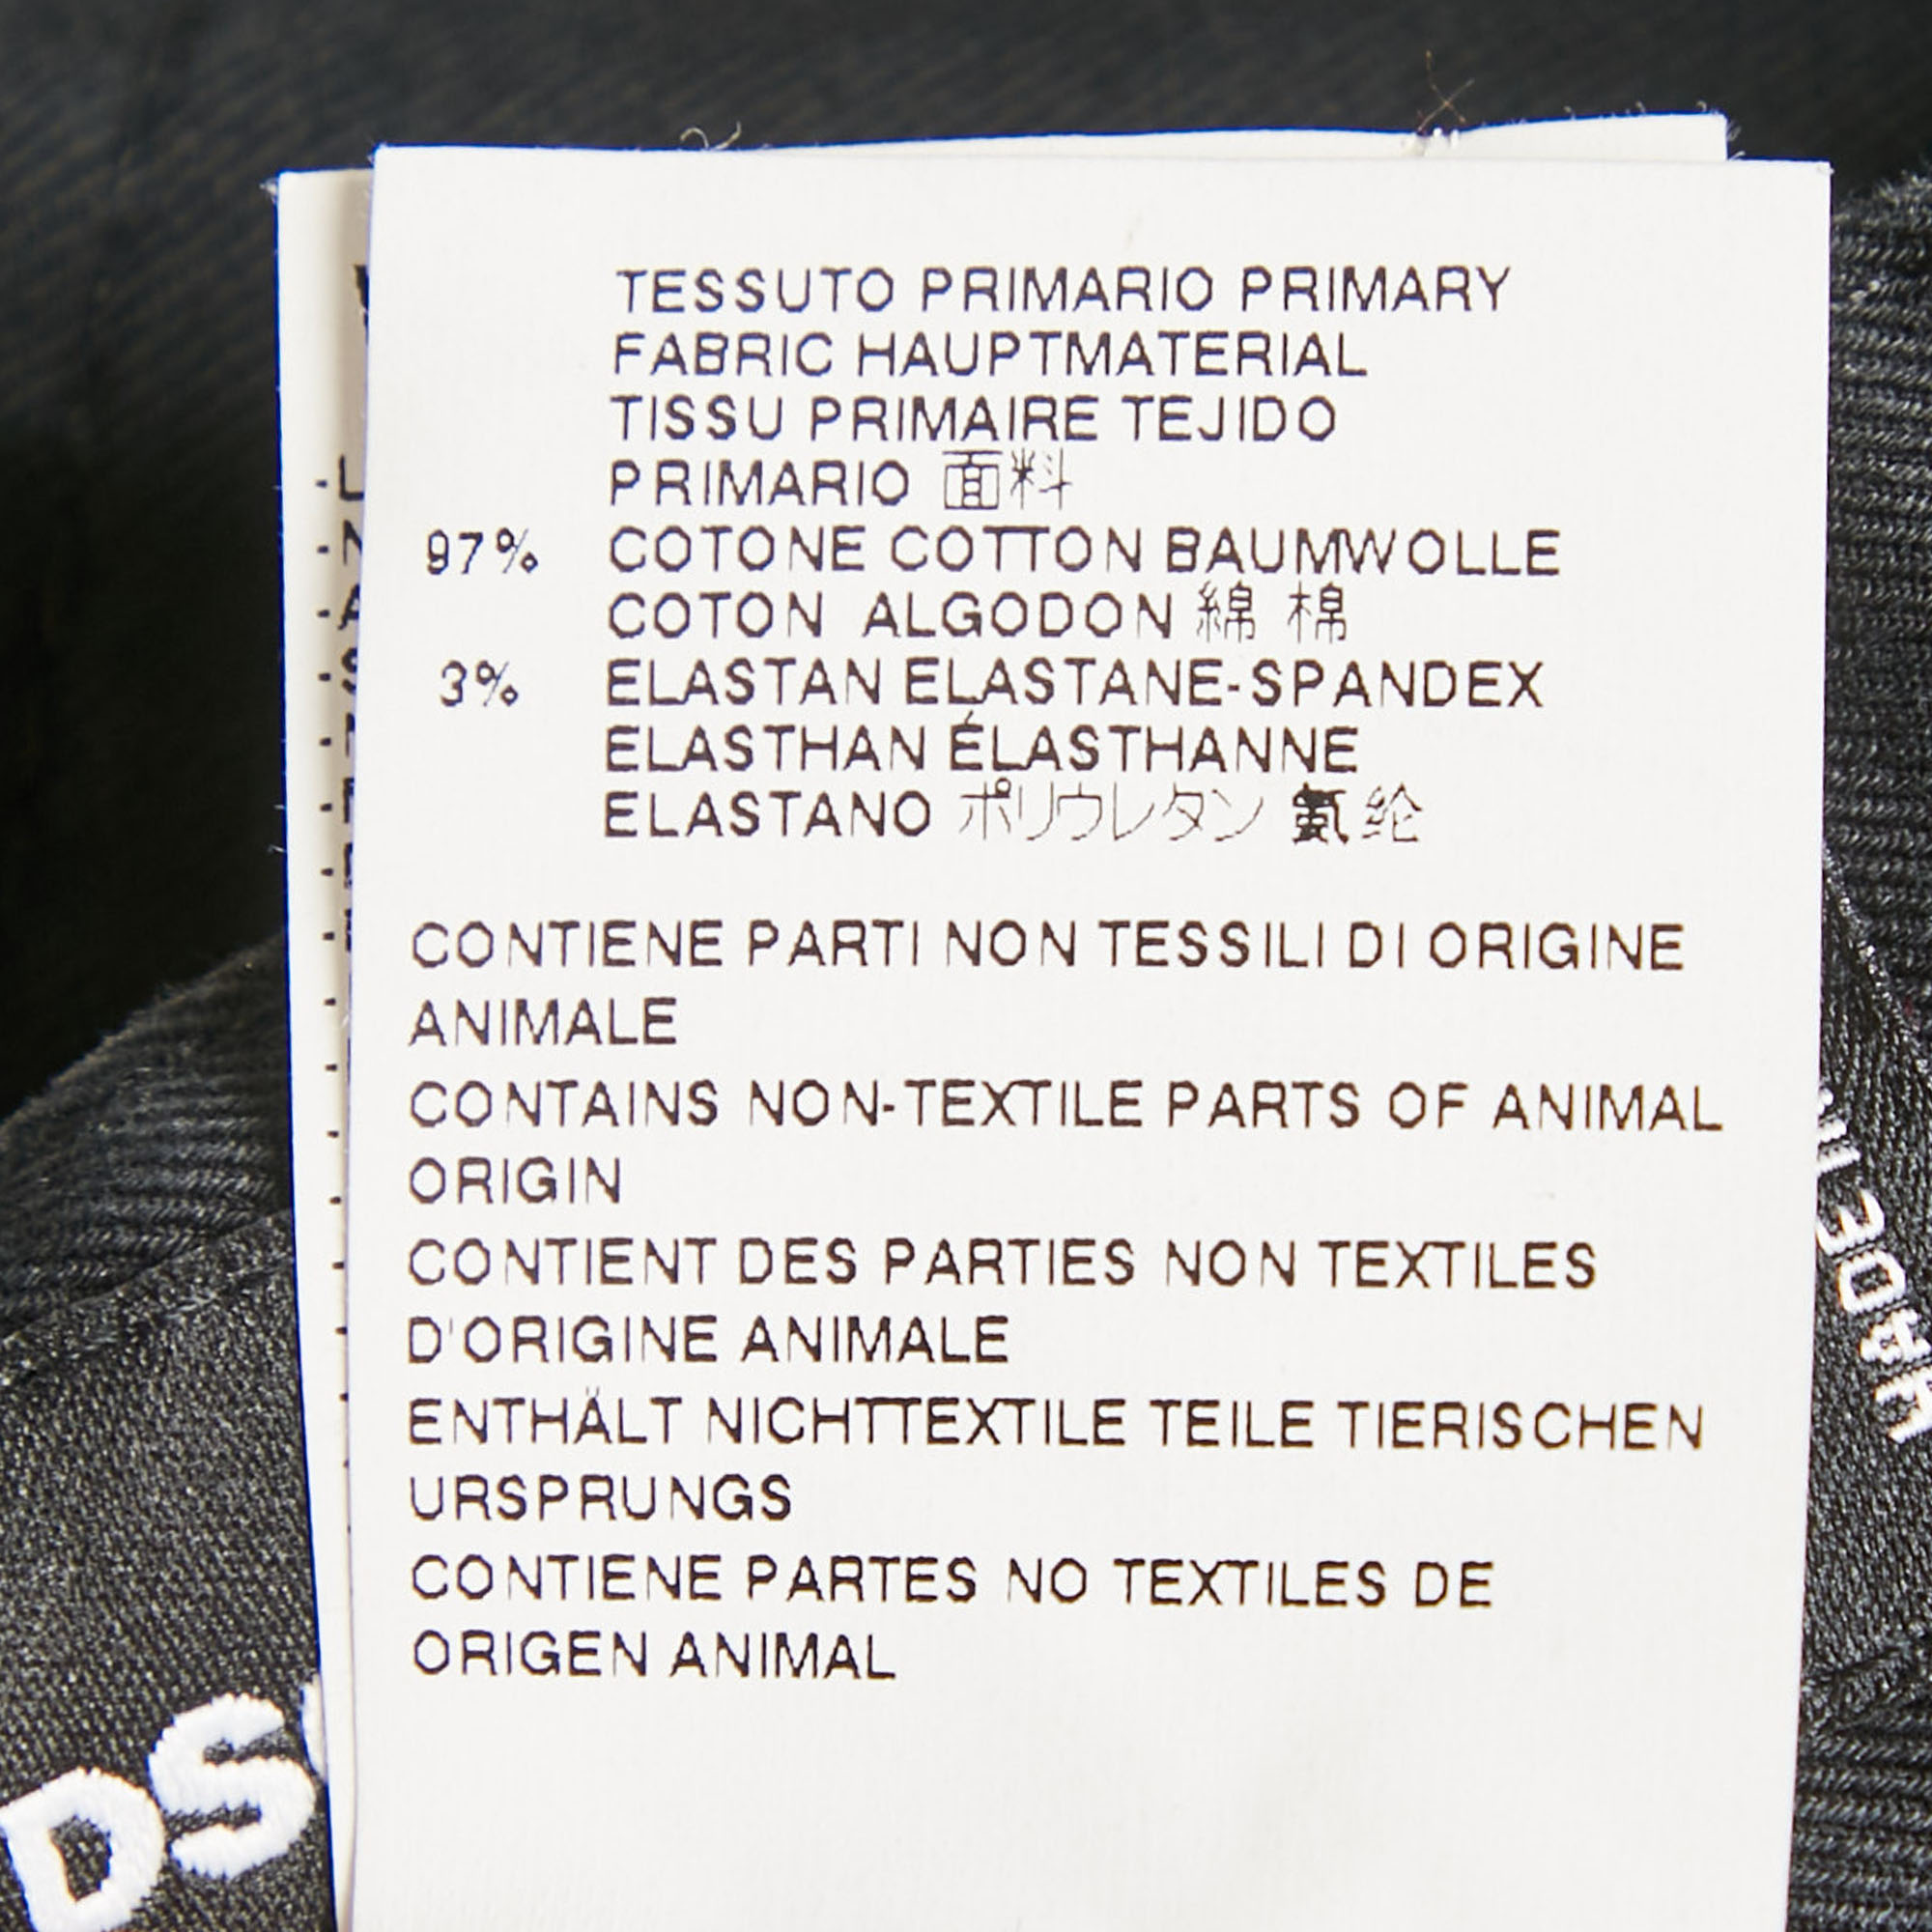 TESSUTO PRIMARIO PRIMARY
FABRIC HAUPTMATERIAL
TISSU PRIMAIRE TEJIDO
PRIMARIO 面料
97% COTONE COTTON BAUMWOLLE
COTON ALGODON 綿 棉
3% ELASTAN ELASTANE-SPANDEX
ELASTHAN ÉLASTHANNE
ELASTANO ポリウレタン 氨纶
CONTIENE PARTI NON TESSILI DI ORIGINE
ANIMALE
CONTAINS NON-TEXTILE PARTS OF ANIMAL
ORIGIN
CONTIENT DES PARTIES NON TEXTILES
D'ORIGINE ANIMALE
ENTHÄLT NICHTTEXTILE TEILE TIERISCHEN
URSPRUNGS
CONTIENE PARTES NO TEXTILES DE
ORIGEN ANIMAL
DS
MADE IN